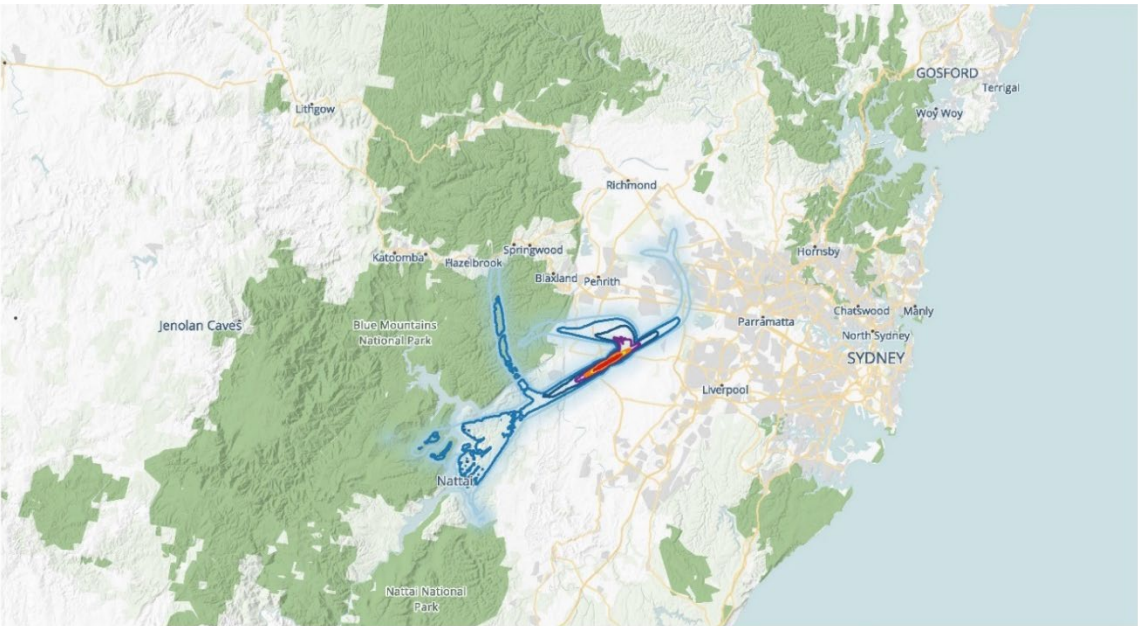 GOSFORD
Terrigal
Lithgow
Woy Woy
Richmond
Springwood
Hornsby
Katoomba
Hazelbrook
Blaxland
Penrith
Jenolan Caves
Blue Mountains
National Park
Parramatta
Chatswood
Manly
North Sydney
SYDNEY
Liverpool
Nattai
Nattai National
Park